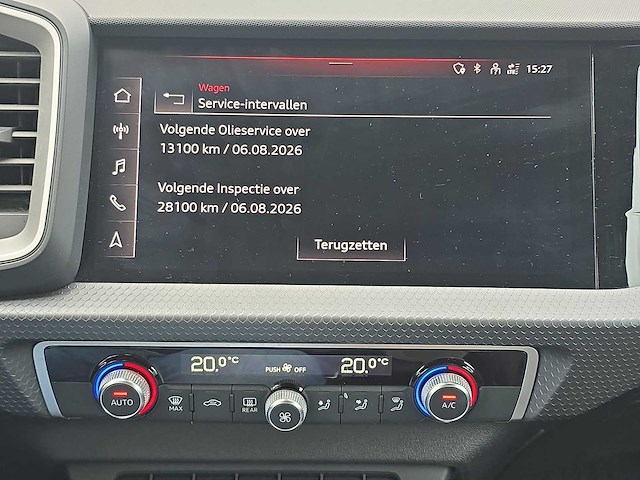 15:27
Wagen
Service-intervallen
Volgende Olieservice over
13100 km / 06.08.2026
Volgende Inspectie over
28100 km / 06.08.2026
Terugzetten
20.0°C
PUSH OFF
20.0°C
AUTO
MAX
REAR
A/C